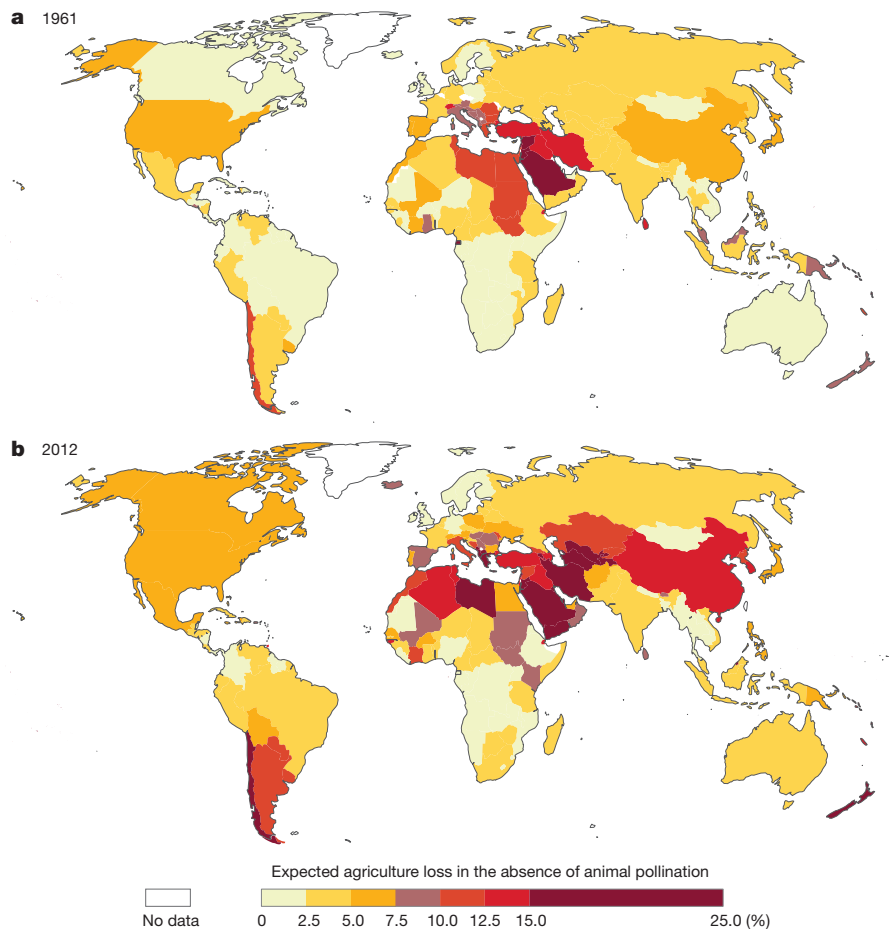 a 1961
b 2012
Expected agriculture loss in the absence of animal pollination
No data 0 2.5 5.0 7.5 10.0 12.5 15.0 25.0 (%)